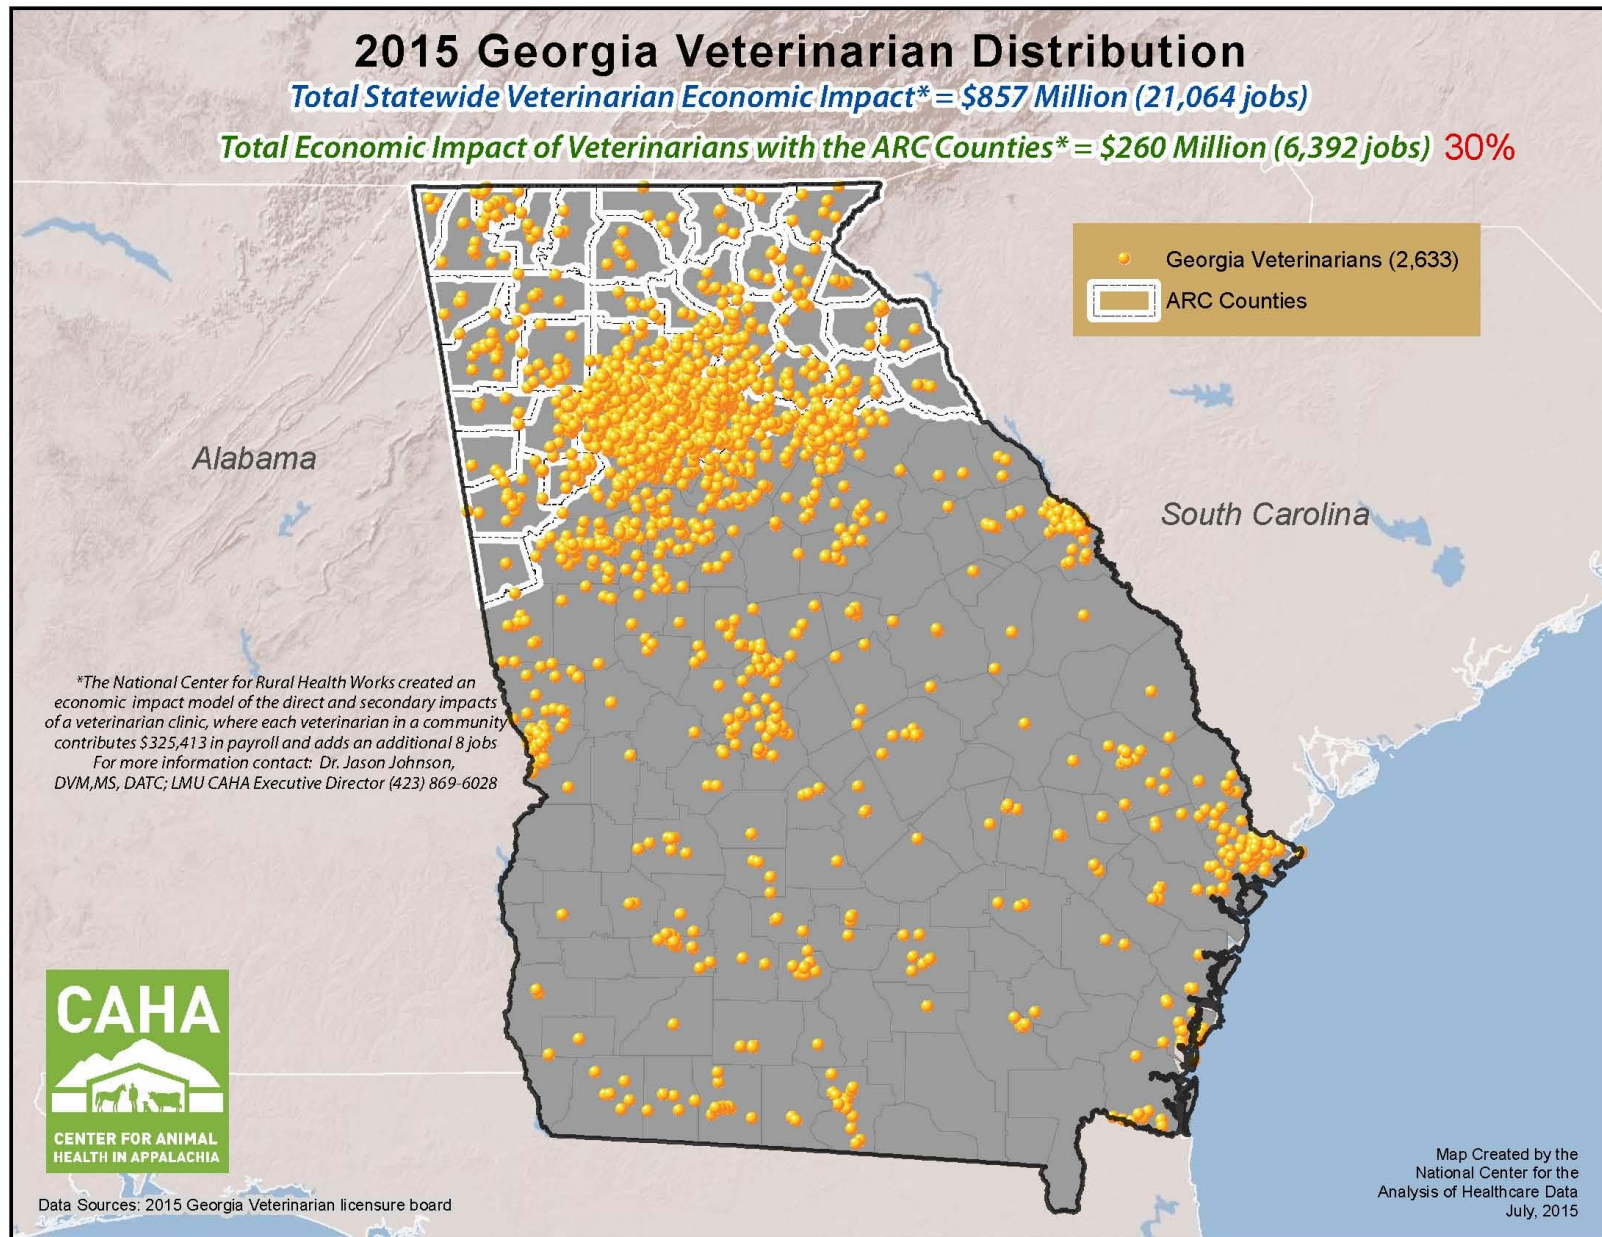 2015 Georgia Veterinarian Distribution
Total Statewide Veterinarian Economic Impact* = $857 Million (21,064 jobs)
Total Economic Impact of Veterinarians with the ARC Counties* = $260 Million (6,392 jobs) 30%
Georgia Veterinarians (2,633)
ARC Counties
Alabama
South Carolina
*The National Center for Rural Health Works created an
economic impact model of the direct and secondary impacts
of a veterinarian clinic, where each veterinarian in a community
contributes $325,413 in payroll and adds an additional 8 jobs
For more information contact: Dr. Jason Johnson,
DVM,MS, DATC; LMU CAHA Executive Director (423) 869-6028
CAHA
CENTER FOR ANIMAL
HEALTH IN APPALACHIA
Data Sources: 2015 Georgia Veterinarian licensure board
Map Created by the
National Center for the
Analysis of Healthcare Data
July, 2015